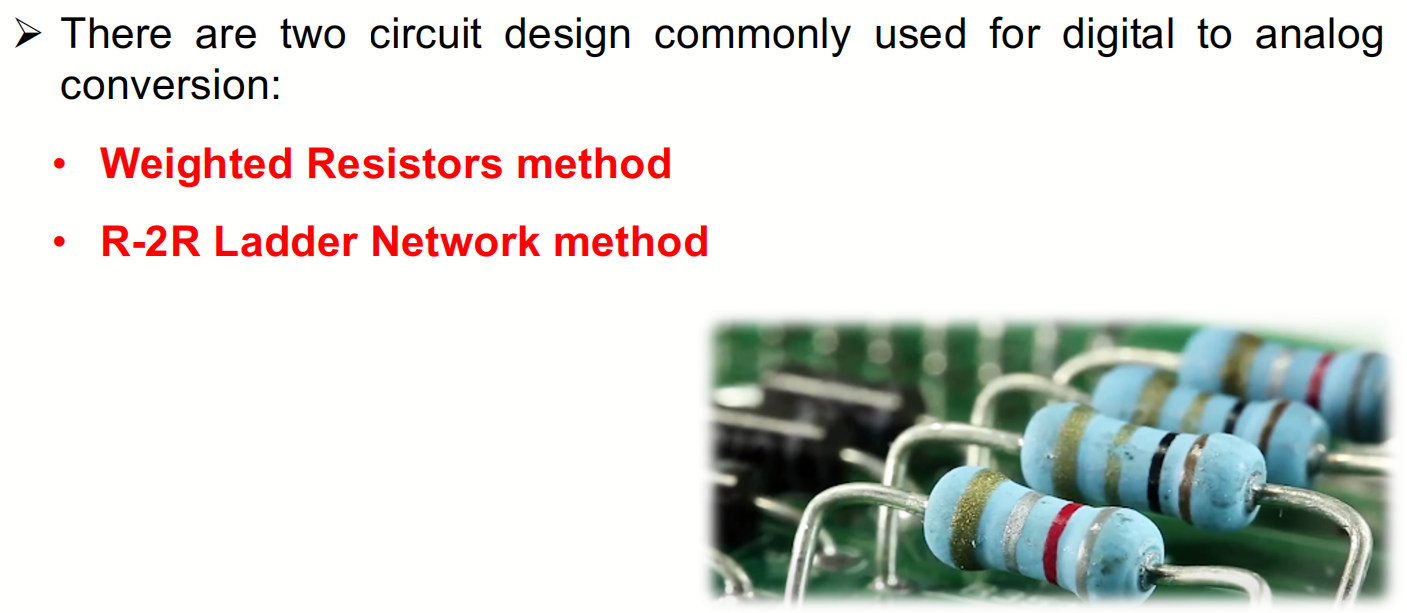 ➢ There are two circuit design commonly used for digital to analog
conversion:
• Weighted Resistors method
• R-2R Ladder Network method